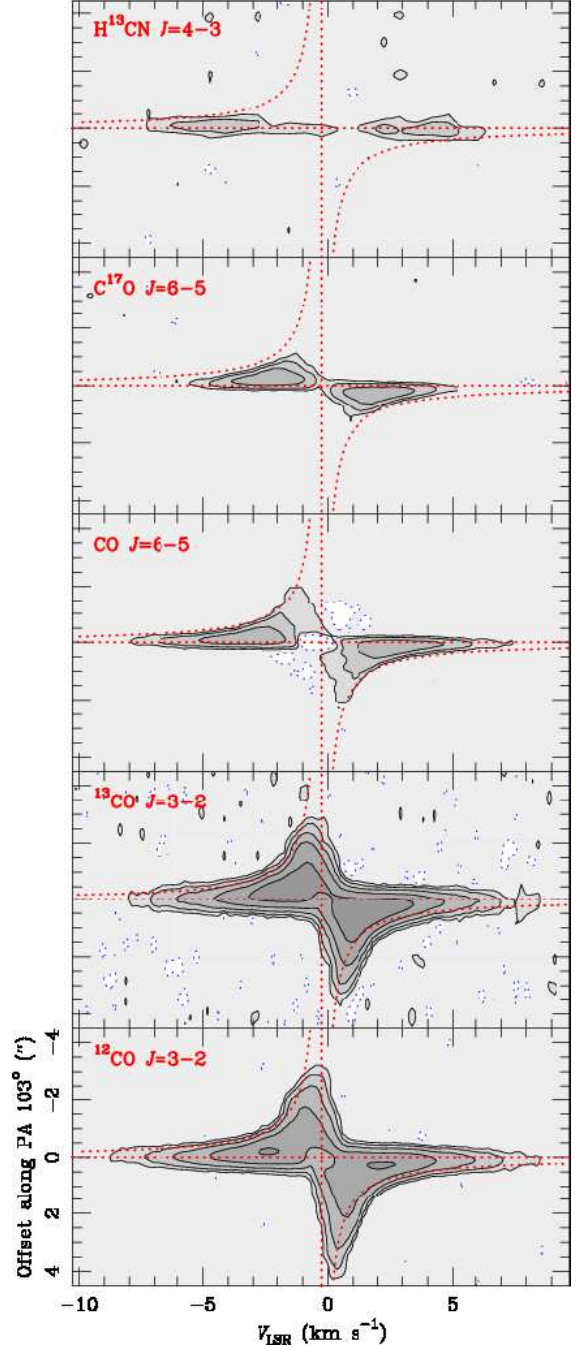 H¹³CN J=4−3
C¹⁷O J=6−5
CO J=6−5
¹³CO J=3−2
¹²CO J=3−2
Offset along PA 103° (″)
−4
−2
0
2
4
−10 −5 0 5
V_LSR (km s⁻¹)